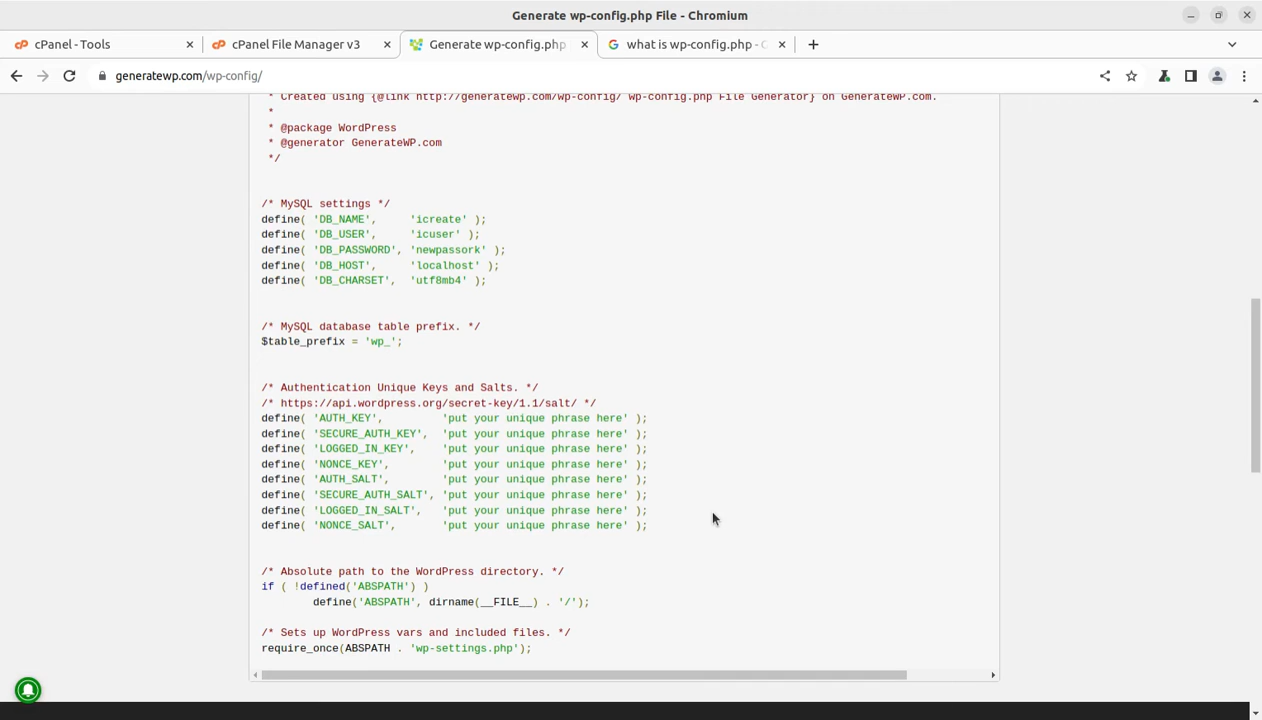 Generate wp-config.php File - Chromium
cPanel - Tools
cPanel File Manager v3
Generate wp-config.php
what is wp-config.php -
generatewp.com/wp-config/
* Created using {@link http://generatewp.com/wp-config/ wp-config.php File Generator} on GenerateWP.com.
*
* @package WordPress
* @generator GenerateWP.com
*/
/* MySQL settings */
define( 'DB_NAME', 'icreate' );
define( 'DB_USER', 'icuser' );
define( 'DB_PASSWORD', 'newpassork' );
define( 'DB_HOST', 'localhost' );
define( 'DB_CHARSET', 'utf8mb4' );
/* MySQL database table prefix. */
$table_prefix = 'wp_';
/* Authentication Unique Keys and Salts. */
/* https://api.wordpress.org/secret-key/1.1/salt/ */
define( 'AUTH_KEY', 'put your unique phrase here' );
define( 'SECURE_AUTH_KEY', 'put your unique phrase here' );
define( 'LOGGED_IN_KEY', 'put your unique phrase here' );
define( 'NONCE_KEY', 'put your unique phrase here' );
define( 'AUTH_SALT', 'put your unique phrase here' );
define( 'SECURE_AUTH_SALT', 'put your unique phrase here' );
define( 'LOGGED_IN_SALT', 'put your unique phrase here' );
define( 'NONCE_SALT', 'put your unique phrase here' );
/* Absolute path to the WordPress directory. */
if ( !defined('ABSPATH') )
define('ABSPATH', dirname(__FILE__) . '/');
/* Sets up WordPress vars and included files. */
require_once(ABSPATH . 'wp-settings.php');